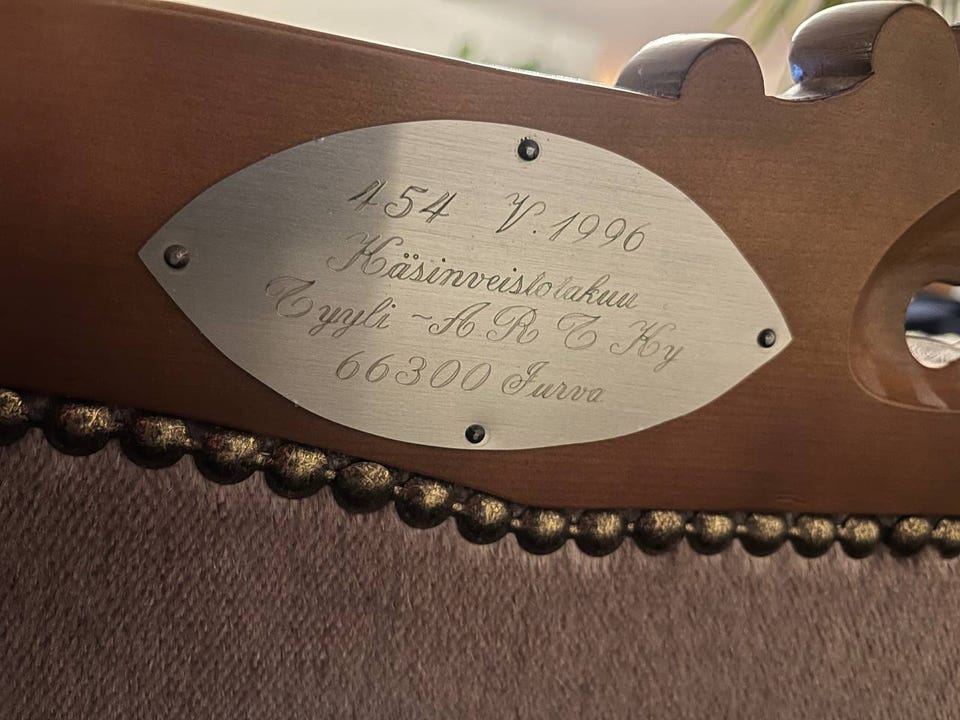 454 V. 1996
Käsinveistotakuu
Tyyli-ART Ky
66300 Jurva